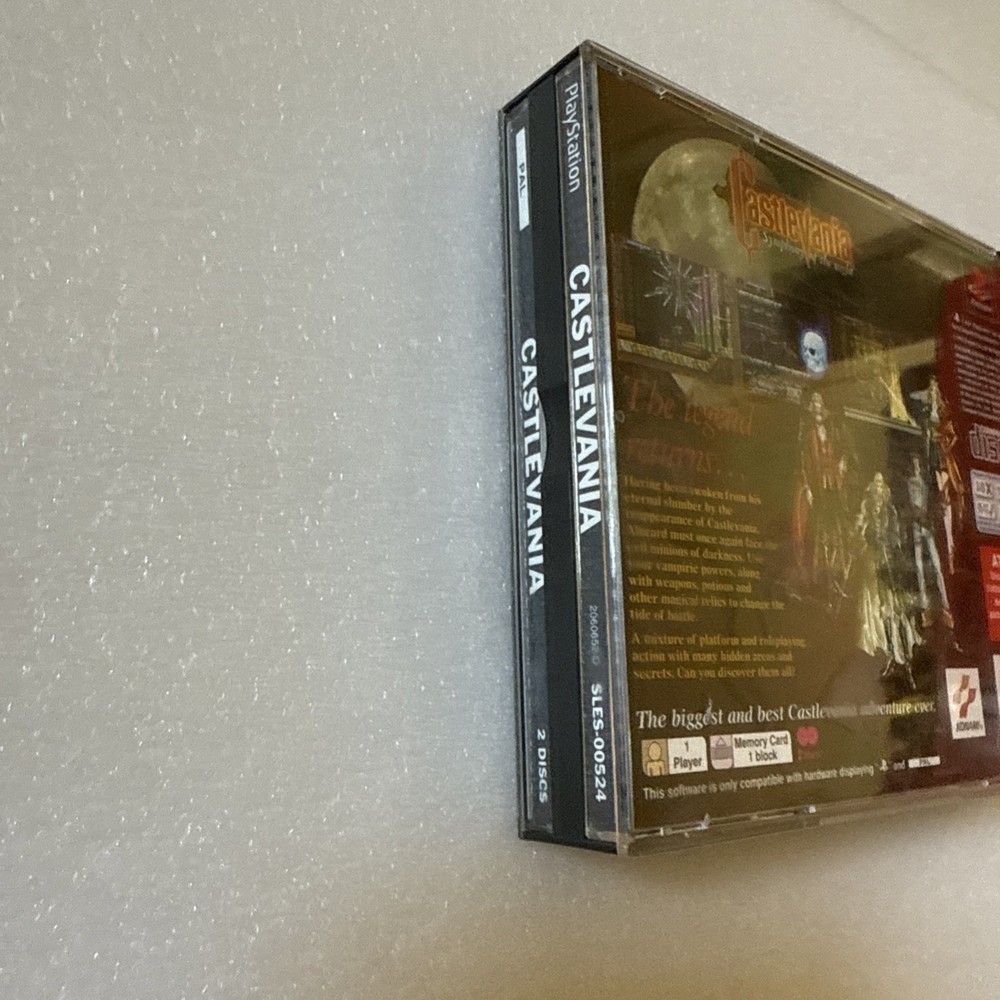 PAL
CASTLEVANIA
2 DISCS
PlayStation
CASTLEVANIA
2060652
SLES-00524
Castlevania
The legend
returns...
Having been awoken from his
eternal slumber by the
reappearance of Castlevania,
Alucard must once again face the
evil minions of darkness. Use
your vampiric powers, along
with weapons, potions and
other magical relics to change the
tide of battle.
A mixture of platform and roleplaying
action with many hidden areas and
secrets. Can you discover them all?
The biggest and best Castlevania adventure ever.
1
Player
Memory Card
1 block
This software is only compatible with hardware displaying and PAL
KONAMI